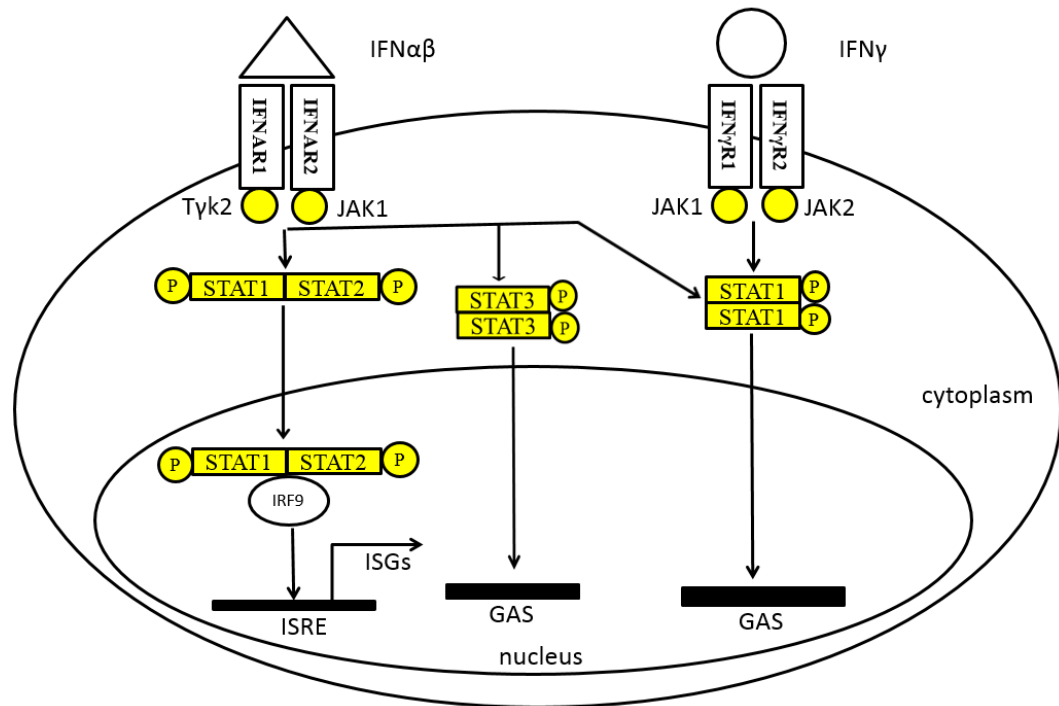 IFNαβ
IFNγ
IFNAR1
IFNAR2
IFNγR1
IFNγR2
Tγk2
JAK1
JAK1
JAK2
P
STAT1
STAT2
P
STAT3
P
STAT3
P
STAT1
P
STAT1
P
cytoplasm
P
STAT1
STAT2
P
IRF9
ISGs
ISRE
GAS
GAS
nucleus